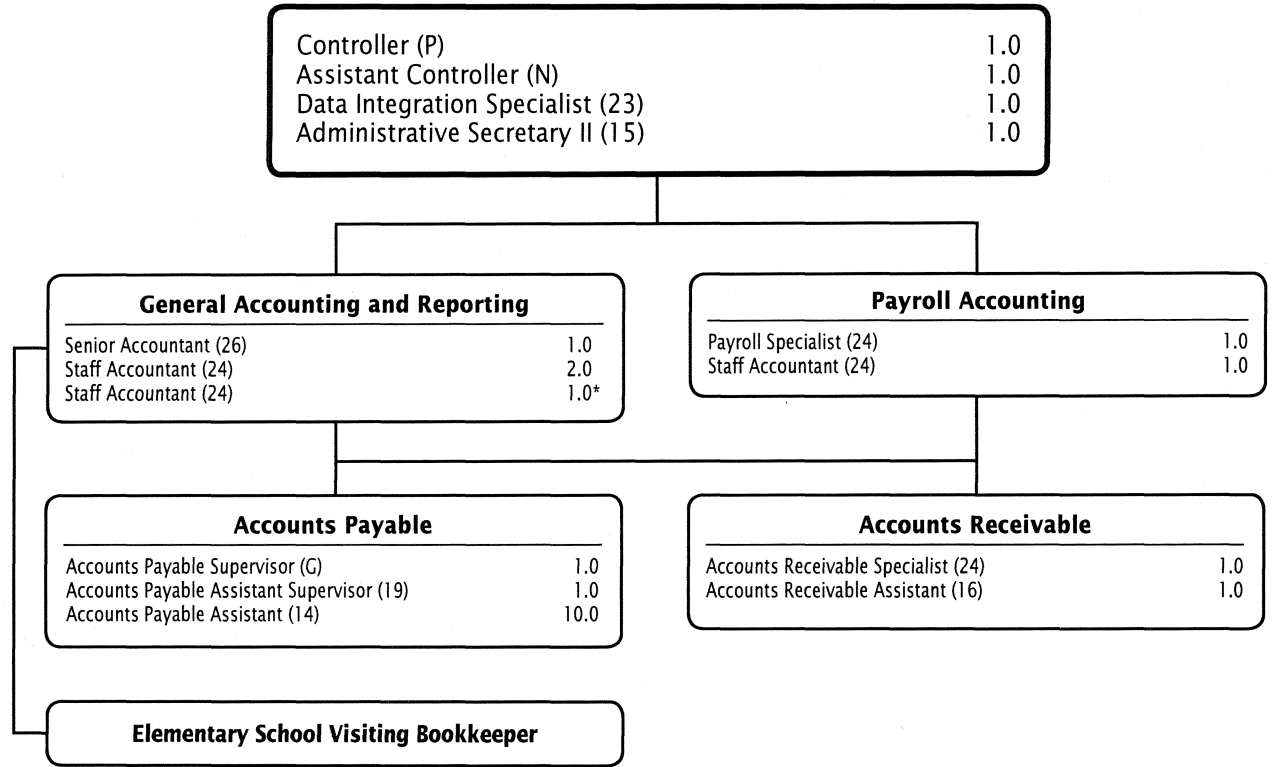 Controller (P) 1.0
Assistant Controller (N) 1.0
Data Integration Specialist (23) 1.0
Administrative Secretary II (15) 1.0
General Accounting and Reporting
Senior Accountant (26) 1.0
Staff Accountant (24) 2.0
Staff Accountant (24) 1.0*
Payroll Accounting
Payroll Specialist (24) 1.0
Staff Accountant (24) 1.0
Accounts Payable
Accounts Payable Supervisor (G) 1.0
Accounts Payable Assistant Supervisor (19) 1.0
Accounts Payable Assistant (14) 10.0
Accounts Receivable
Accounts Receivable Specialist (24) 1.0
Accounts Receivable Assistant (16) 1.0
Elementary School Visiting Bookkeeper